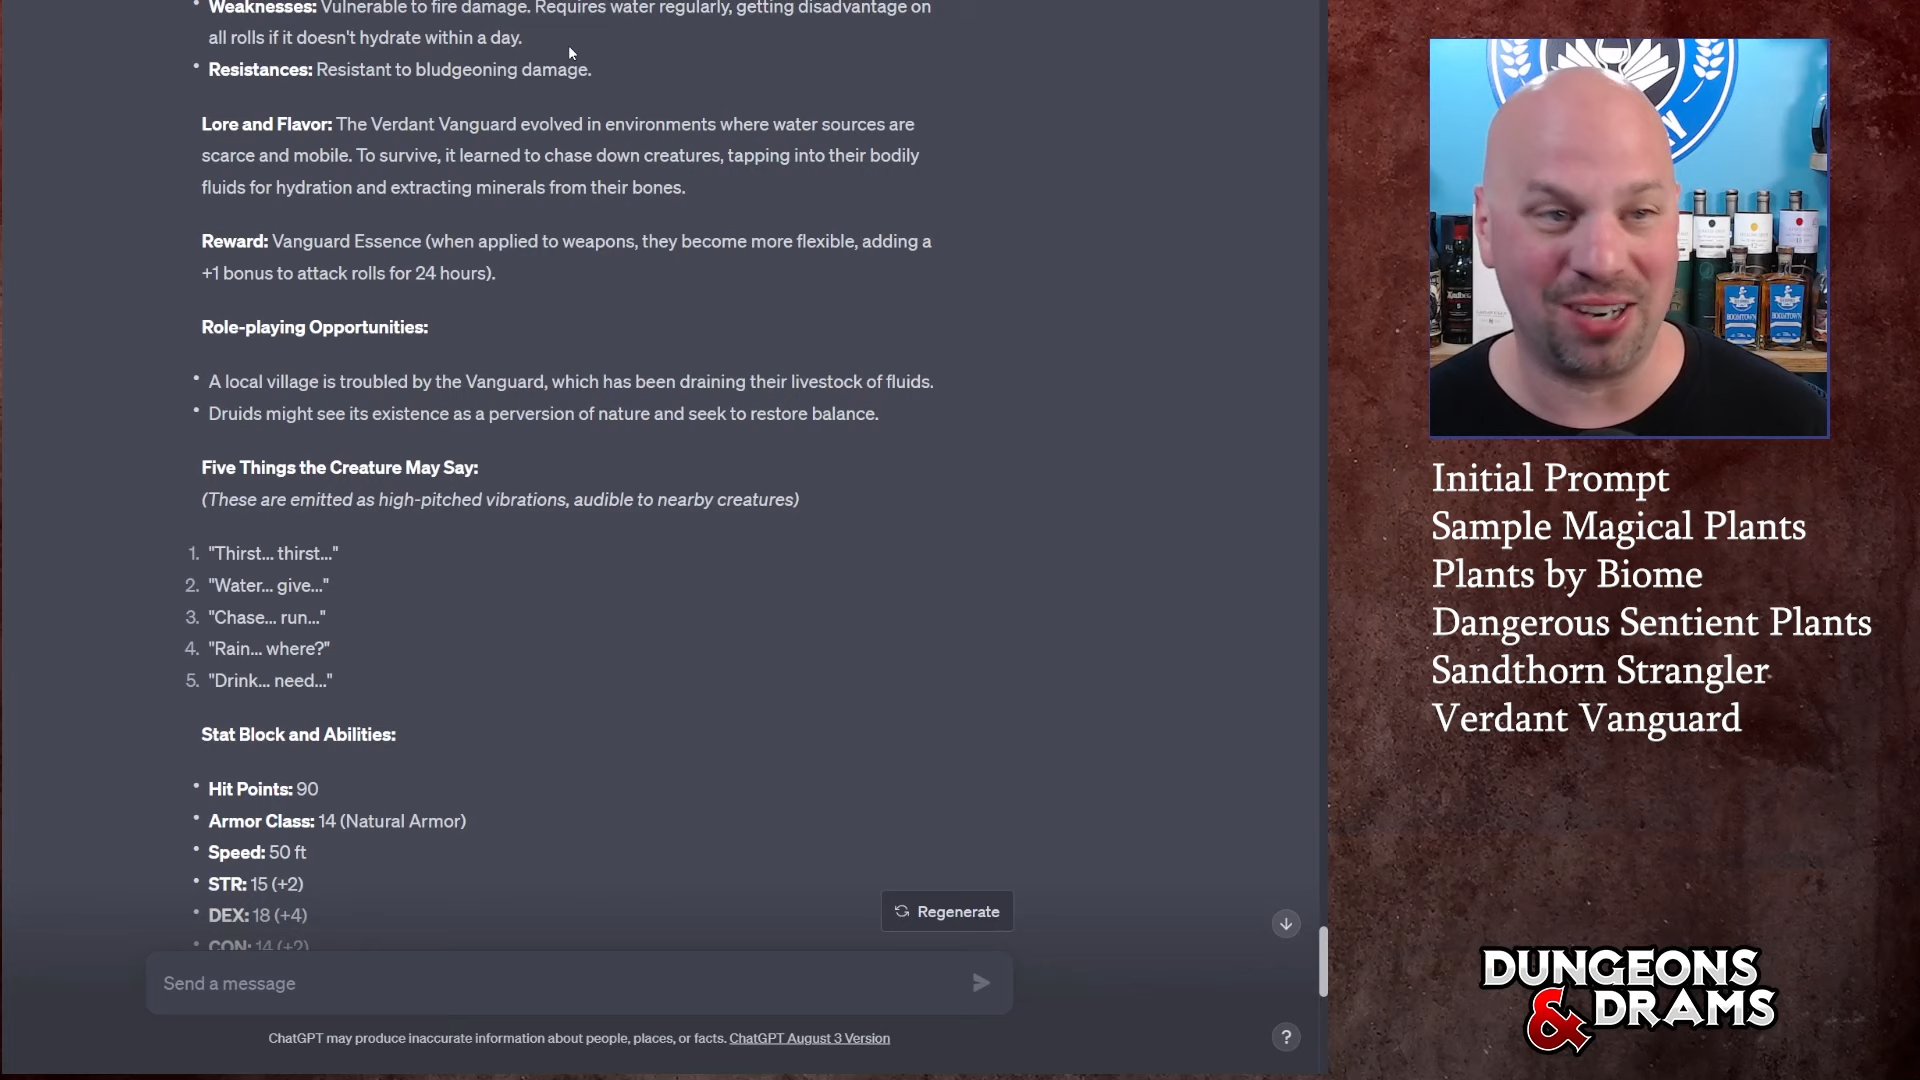 Weaknesses: Vulnerable to fire damage. Requires water regularly, getting disadvantage on
all rolls if it doesn't hydrate within a day.
Resistances: Resistant to bludgeoning damage.
Lore and Flavor: The Verdant Vanguard evolved in environments where water sources are
scarce and mobile. To survive, it learned to chase down creatures, tapping into their bodily
fluids for hydration and extracting minerals from their bones.
Reward: Vanguard Essence (when applied to weapons, they become more flexible, adding a
+1 bonus to attack rolls for 24 hours).
Role-playing Opportunities:
A local village is troubled by the Vanguard, which has been draining their livestock of fluids.
Druids might see its existence as a perversion of nature and seek to restore balance.
Five Things the Creature May Say:
(These are emitted as high-pitched vibrations, audible to nearby creatures)
1. "Thirst... thirst..."
2. "Water... give..."
3. "Chase... run..."
4. "Rain... where?"
5. "Drink... need..."
Stat Block and Abilities:
Hit Points: 90
Armor Class: 14 (Natural Armor)
Speed: 50 ft
STR: 15 (+2)
DEX: 18 (+4)
CON: 14 (+2)
Regenerate
Send a message
ChatGPT may produce inaccurate information about people, places, or facts. ChatGPT August 3 Version
?
BOOMTOWN
BOOMTOWN
Initial Prompt
Sample Magical Plants
Plants by Biome
Dangerous Sentient Plants
Sandthorn Strangler
Verdant Vanguard
DUNGEONS
& DRAMS